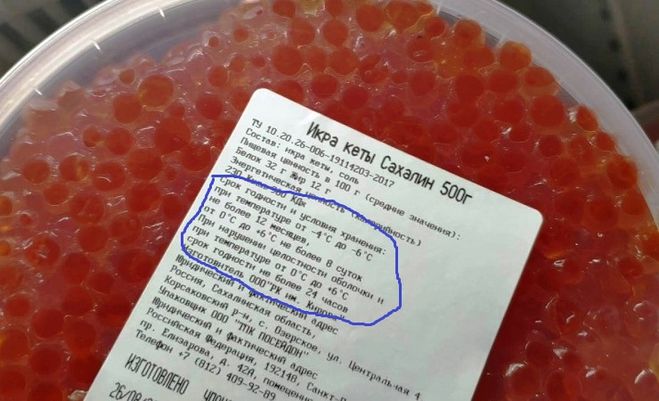 Икра кеты Сахалин 500г
ТУ 10.20.26-006-19114203-2017
Состав: икра кеты, соль
Пищевая ценность в 100 г (средние значения):
Белок 32 г Жир 12 г
Энергетическая ценность (калорийность)
230 КДж
срок годности и условия хранения:
при температуре от -4°C до -6°C
не более 12 месяцев,
от 0°C до +6°C не более 8 суток
При нарушении целостности оболочки и
при температуре от 0°C до +6°C
срок годности не более 24 часов
Изготовитель ООО"РК им. Кирова"
Юридический и фактический адрес
Россия, Сахалинская область,
Корсаковский р-н, с. Озерское, ул. Центральная 4
Упаковщик ООО "ТПК ПОСЕЙДОН"
Юридический и фактический адрес
Российская Федерация, 192148, Санкт-П
пр. Елизарова, д. 42А, помещение
Телефон +7 (812) 409-92-89
ИЗГОТОВЛЕНО
26/08/